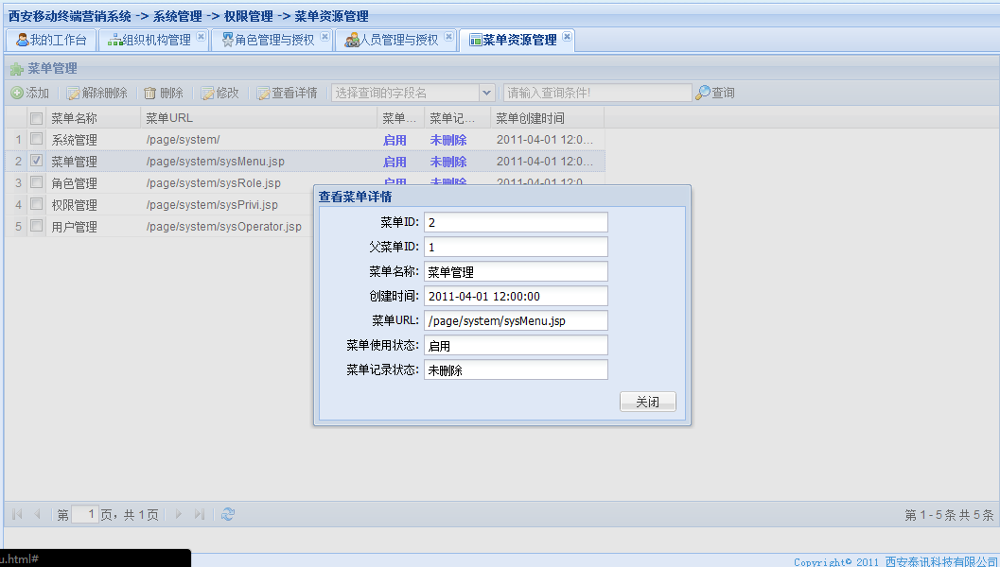 西安移动终端营销系统 -> 系统管理 -> 权限管理 -> 菜单资源管理
我的工作台 组织机构管理 角色管理与授权 人员管理与授权 菜单资源管理
菜单管理
添加 解除删除 删除 修改 查看详情 选择查询的字段名 请输入查询条件! 查询
菜单名称 菜单URL 菜单... 菜单记... 菜单创建时间
1 系统管理 /page/system/ 启用 未删除 2011-04-01 12:0...
2 菜单管理 /page/system/sysMenu.jsp 启用 未删除 2011-04-01 12:0...
3 角色管理 /page/system/sysRole.jsp 启用 未删除 2011-04-01 12:0...
4 权限管理 /page/system/sysPrivi.jsp
5 用户管理 /page/system/sysOperator.jsp
查看菜单详情
菜单ID: 2
父菜单ID: 1
菜单名称: 菜单管理
创建时间: 2011-04-01 12:00:00
菜单URL: /page/system/sysMenu.jsp
菜单使用状态: 启用
菜单记录状态: 未删除
关闭
第 1 页，共 1 页 第 1 - 5 条 共 5 条
u.html#
Copyright© 2011 西安泰讯科技有限公司